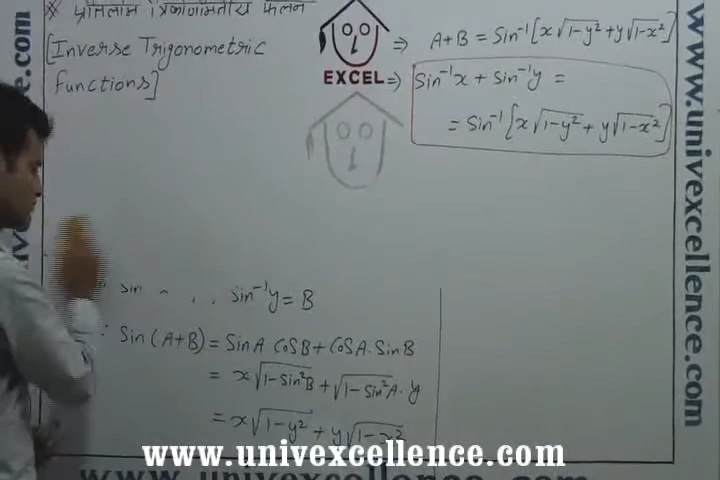 * प्रतिलोम त्रिकोणमितीय फलन
[Inverse Trigonometric
Functions]
EXCEL
⇒ A+B = Sin⁻¹[x√1-y² + y√1-x²]
⇒ Sin⁻¹x + Sin⁻¹y =
= Sin⁻¹[x√1-y² + y√1-x²]
Sin⁻¹y = B
Sin(A+B) = SinA CosB + CosA. SinB
= x√1-Sin²B + √1-Sin²A . y
= x√1-y² + y√1-x²
www.univexcellence.com
www.univexcellence.com